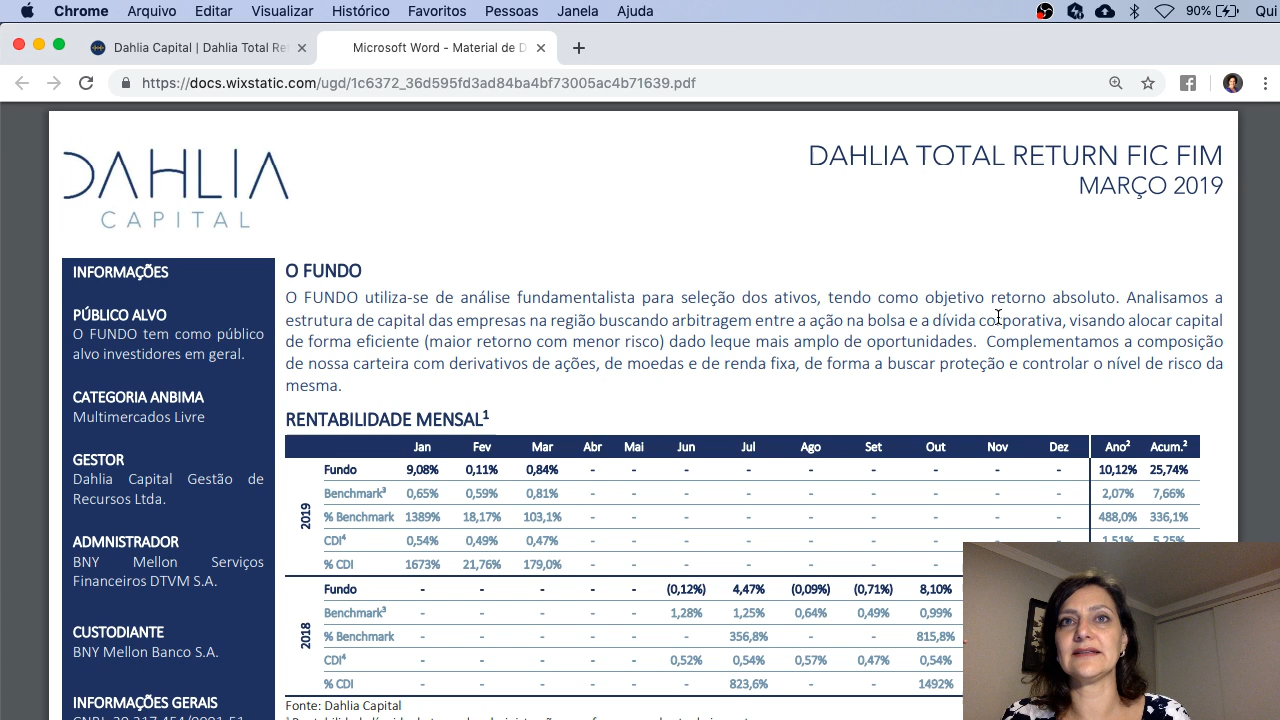 Chrome Arquivo Editar Visualizar Histórico Favoritos Pessoas Janela Ajuda 90% Qui
Dahlia Capital | Dahlia Total Re
Microsoft Word - Material de D
https://docs.wixstatic.com/ugd/1c6372_36d595fd3ad84ba4bf73005ac4b71639.pdf
DAHLIA
CAPITAL
DAHLIA TOTAL RETURN FIC FIM
MARÇO 2019
INFORMAÇÕES
PÚBLICO ALVO
O FUNDO tem como público
alvo investidores em geral.
CATEGORIA ANBIMA
Multimercados Livre
GESTOR
Dahlia Capital Gestão de
Recursos Ltda.
ADMNISTRADOR
BNY Mellon Serviços
Financeiros DTVM S.A.
CUSTODIANTE
BNY Mellon Banco S.A.
INFORMAÇÕES GERAIS
O FUNDO
O FUNDO utiliza-se de análise fundamentalista para seleção dos ativos, tendo como objetivo retorno absoluto. Analisamos a
estrutura de capital das empresas na região buscando arbitragem entre a ação na bolsa e a dívida corporativa, visando alocar capital
de forma eficiente (maior retorno com menor risco) dado leque mais amplo de oportunidades. Complementamos a composição
de nossa carteira com derivativos de ações, de moedas e de renda fixa, de forma a buscar proteção e controlar o nível de risco da
mesma.
RENTABILIDADE MENSAL¹
Jan Fev Mar Abr Mai Jun Jul Ago Set Out Nov Dez Ano² Acum.²
2019
Fundo 9,08% 0,11% 0,84% - - - - - - - - - 10,12% 25,74%
Benchmark³ 0,65% 0,59% 0,81% - - - - - - - - - 2,07% 7,66%
% Benchmark 1389% 18,17% 103,1% - - - - - - - - - 488,0% 336,1%
CDI⁴ 0,54% 0,49% 0,47% - - - - - - - - - 1,51% 5,25%
% CDI 1673% 21,76% 179,0% - - - - - - -
2018
Fundo - - - - - (0,12%) 4,47% (0,09%) (0,71%) 8,10%
Benchmark³ - - - - - 1,28% 1,25% 0,64% 0,49% 0,99%
% Benchmark - - - - - - 356,8% - - 815,8%
CDI⁴ - - - - - 0,52% 0,54% 0,57% 0,47% 0,54%
% CDI - - - - - - 823,6% - - 1492%
Fonte: Dahlia Capital